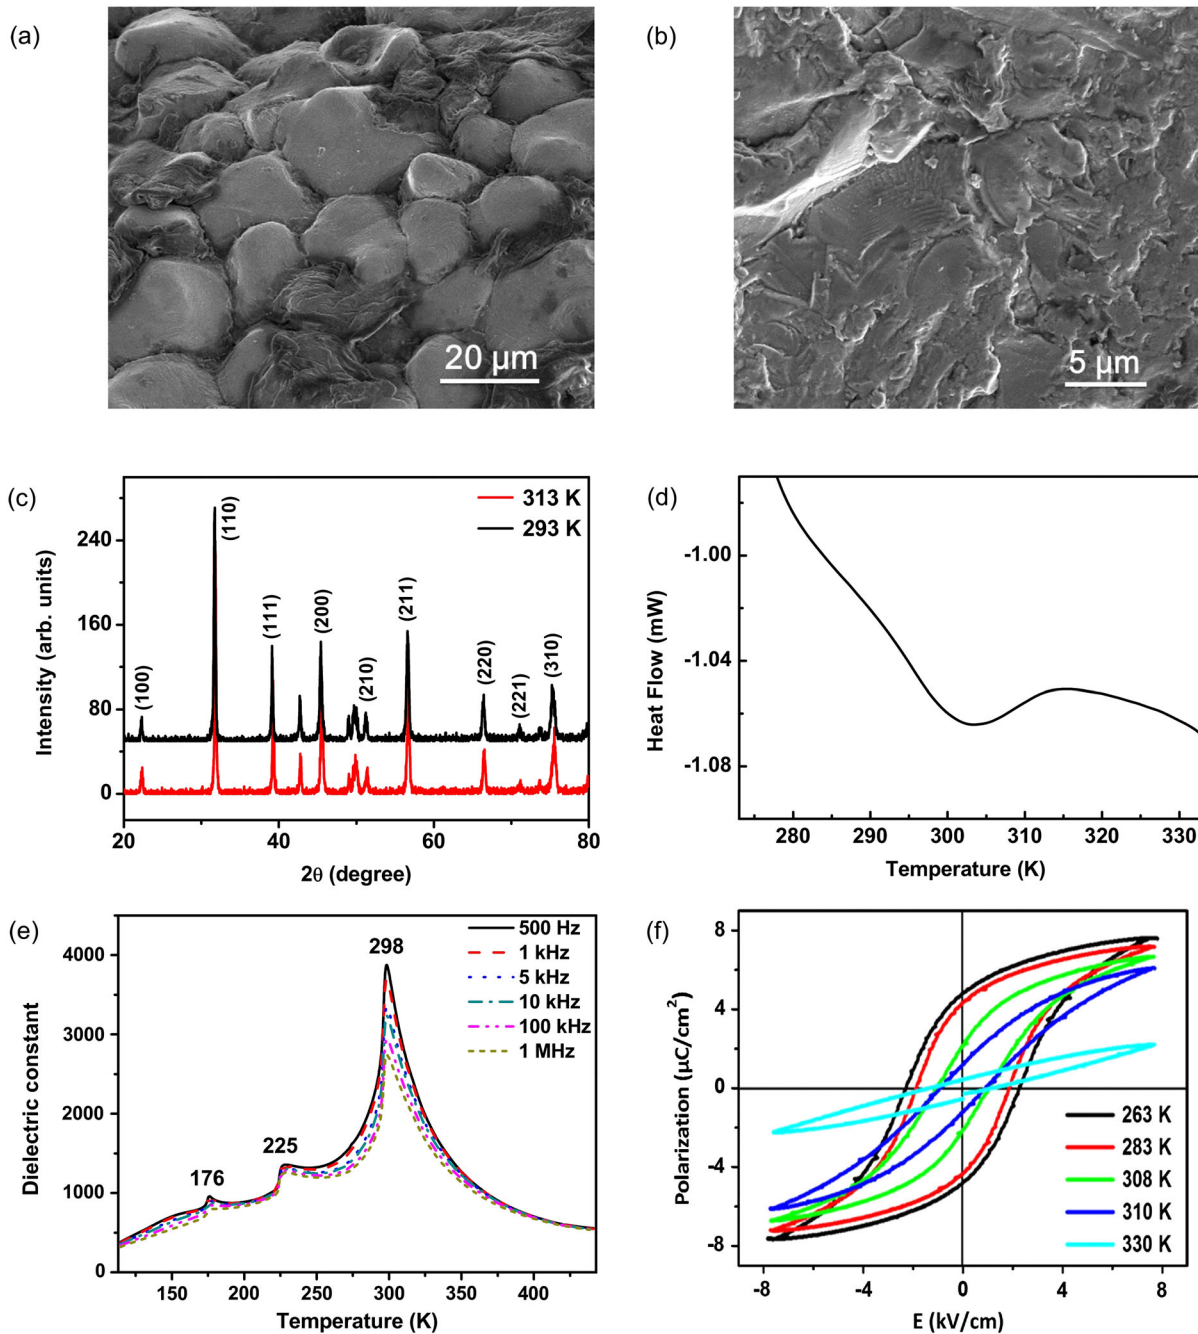 (a)
20 μm
(b)
5 μm
(c)
313 K
293 K
(100)
(110)
(111)
(200)
(210)
(211)
(220)
(221)
(310)
Intensity (arb. units)
240
160
80
0
20
40
60
80
2θ (degree)
(d)
Heat Flow (mW)
-1.00
-1.04
-1.08
280
290
300
310
320
330
Temperature (K)
(e)
500 Hz
1 kHz
5 kHz
10 kHz
100 kHz
1 MHz
298
225
176
Dielectric constant
4000
3000
2000
1000
0
150
200
250
300
350
400
Temperature (K)
(f)
Polarization (μC/cm²)
8
4
0
-4
-8
263 K
283 K
308 K
310 K
330 K
-8
-4
0
4
8
E (kV/cm)